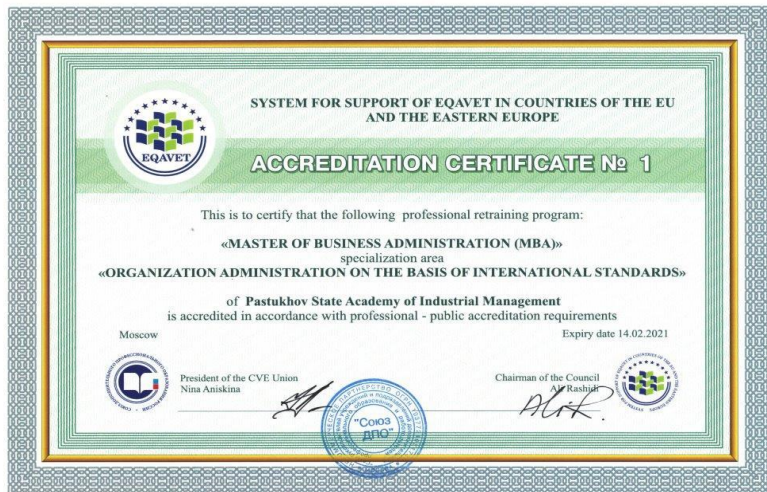 SYSTEM FOR SUPPORT OF EQAVET IN COUNTRIES OF THE EU
AND THE EASTERN EUROPE
EQAVET
ACCREDITATION CERTIFICATE № 1
This is to certify that the following professional retraining program:
«MASTER OF BUSINESS ADMINISTRATION (MBA)»
specialization area
«ORGANIZATION ADMINISTRATION ON THE BASIS OF INTERNATIONAL STANDARDS»
of Pastukhov State Academy of Industrial Management
is accredited in accordance with professional - public accreditation requirements
Moscow
Expiry date 14.02.2021
President of the CVE Union
Nina Aniskina
Chairman of the Council
Ali Rashidi
"Союз
ДПО"